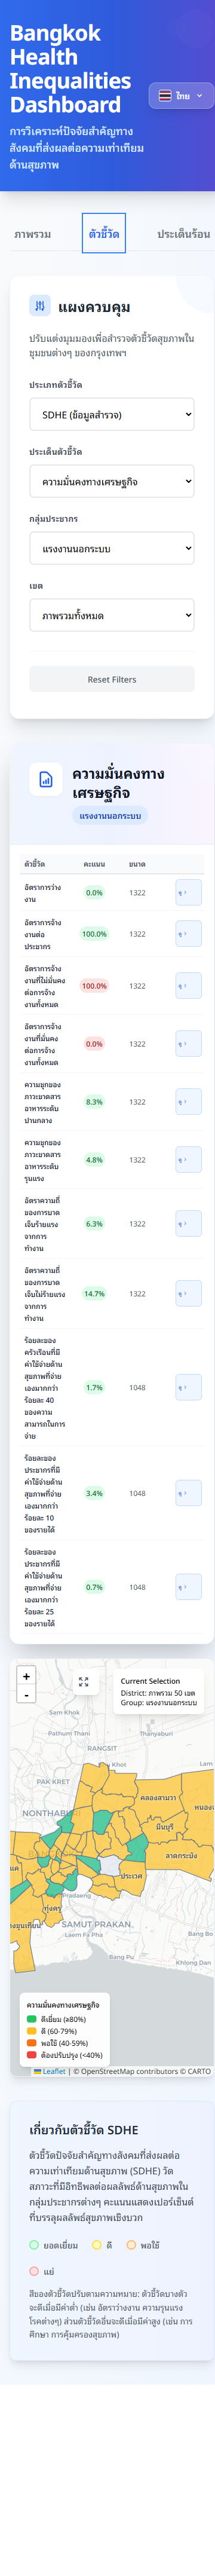 Bangkok
Health
Inequalities
Dashboard
ไทย
การวิเคราะห์ปัจจัยสำคัญทาง
สังคมที่ส่งผลต่อความเท่าเทียม
ด้านสุขภาพ
ภาพรวม
ตัวชี้วัด
ประเด็นร้อน
แผงควบคุม
ปรับแต่งมุมมองเพื่อสำรวจตัวชี้วัดสุขภาพใน
ชุมชนต่างๆ ของกรุงเทพฯ
ประเภทตัวชี้วัด
SDHE (ข้อมูลสำรวจ)
ประเด็นตัวชี้วัด
ความมั่นคงทางเศรษฐกิจ
กลุ่มประชากร
แรงงานนอกระบบ
เขต
ภาพรวมทั้งหมด
Reset Filters
ความมั่นคงทาง
เศรษฐกิจ
แรงงานนอกระบบ
ตัวชี้วัด คะแนน ขนาด
อัตราการว่าง
งาน
0.0% 1322 ดู
อัตราการจ้าง
งานต่อ
ประชากร
100.0% 1322 ดู
อัตราการจ้าง
งานที่ไม่มั่นคง
ต่อการจ้าง
งานทั้งหมด
100.0% 1322 ดู
อัตราการจ้าง
งานที่มั่นคง
ต่อการจ้าง
งานทั้งหมด
0.0% 1322 ดู
ความชุกของ
ภาวะขาดสาร
อาหารระดับ
ปานกลาง
8.3% 1322 ดู
ความชุกของ
ภาวะขาดสาร
อาหารระดับ
รุนแรง
4.8% 1322 ดู
อัตราความถี่
ของการบาด
เจ็บร้ายแรง
จากการ
ทำงาน
6.3% 1322 ดู
อัตราความถี่
ของการบาด
เจ็บไม่ร้ายแรง
จากการ
ทำงาน
14.7% 1322 ดู
ร้อยละของ
ครัวเรือนที่มี
ค่าใช้จ่ายด้าน
สุขภาพที่จ่าย
เองมากกว่า
ร้อยละ 40
ของความ
สามารถในการ
จ่าย
1.7% 1048 ดู
ร้อยละของ
ประชากรที่มี
ค่าใช้จ่ายด้าน
สุขภาพที่จ่าย
เองมากกว่า
ร้อยละ 10
ของรายได้
3.4% 1048 ดู
ร้อยละของ
ประชากรที่มี
ค่าใช้จ่ายด้าน
สุขภาพที่จ่าย
เองมากกว่า
ร้อยละ 25
ของรายได้
0.7% 1048 ดู
+
-
Current Selection
District: ภาพรวม 50 เขต
Group: แรงงานนอกระบบ
Sam Khok
Pathum Thani
Thanyaburi
RANGSIT
Khot
Lam
PAK KRET
คลองสามวา
หนองจ
NONTHABURI
มีนบุรี
ลาดกระบัง
ประเวศ
Pradaeng
ทุ่งครุ
งขุนเทียน
SAMUT PRAKAN
Laem Fa Pha
Bang Bo
Bang Pu
Khlong Dan
ความมั่นคงทางเศรษฐกิจ
ดีเยี่ยม (≥80%)
ดี (60-79%)
พอใช้ (40-59%)
ต้องปรับปรุง (<40%)
Leaflet | © OpenStreetMap contributors © CARTO
เกี่ยวกับตัวชี้วัด SDHE
ตัวชี้วัดปัจจัยสำคัญทางสังคมที่ส่งผลต่อ
ความเท่าเทียมด้านสุขภาพ (SDHE) วัด
สภาวะที่มีอิทธิพลต่อผลลัพธ์ด้านสุขภาพใน
กลุ่มประชากรต่างๆ คะแนนแสดงเปอร์เซ็นต์
ที่บรรลุผลลัพธ์สุขภาพเชิงบวก
ยอดเยี่ยม ดี พอใช้
แย่
สีของตัวชี้วัดปรับตามความหมาย: ตัวชี้วัดบางตัว
จะดีเมื่อมีค่าต่ำ (เช่น อัตราว่างงาน ความรุนแรง
โรคต่างๆ) ส่วนตัวชี้วัดอื่นจะดีเมื่อมีค่าสูง (เช่น การ
ศึกษา การคุ้มครองสุขภาพ)